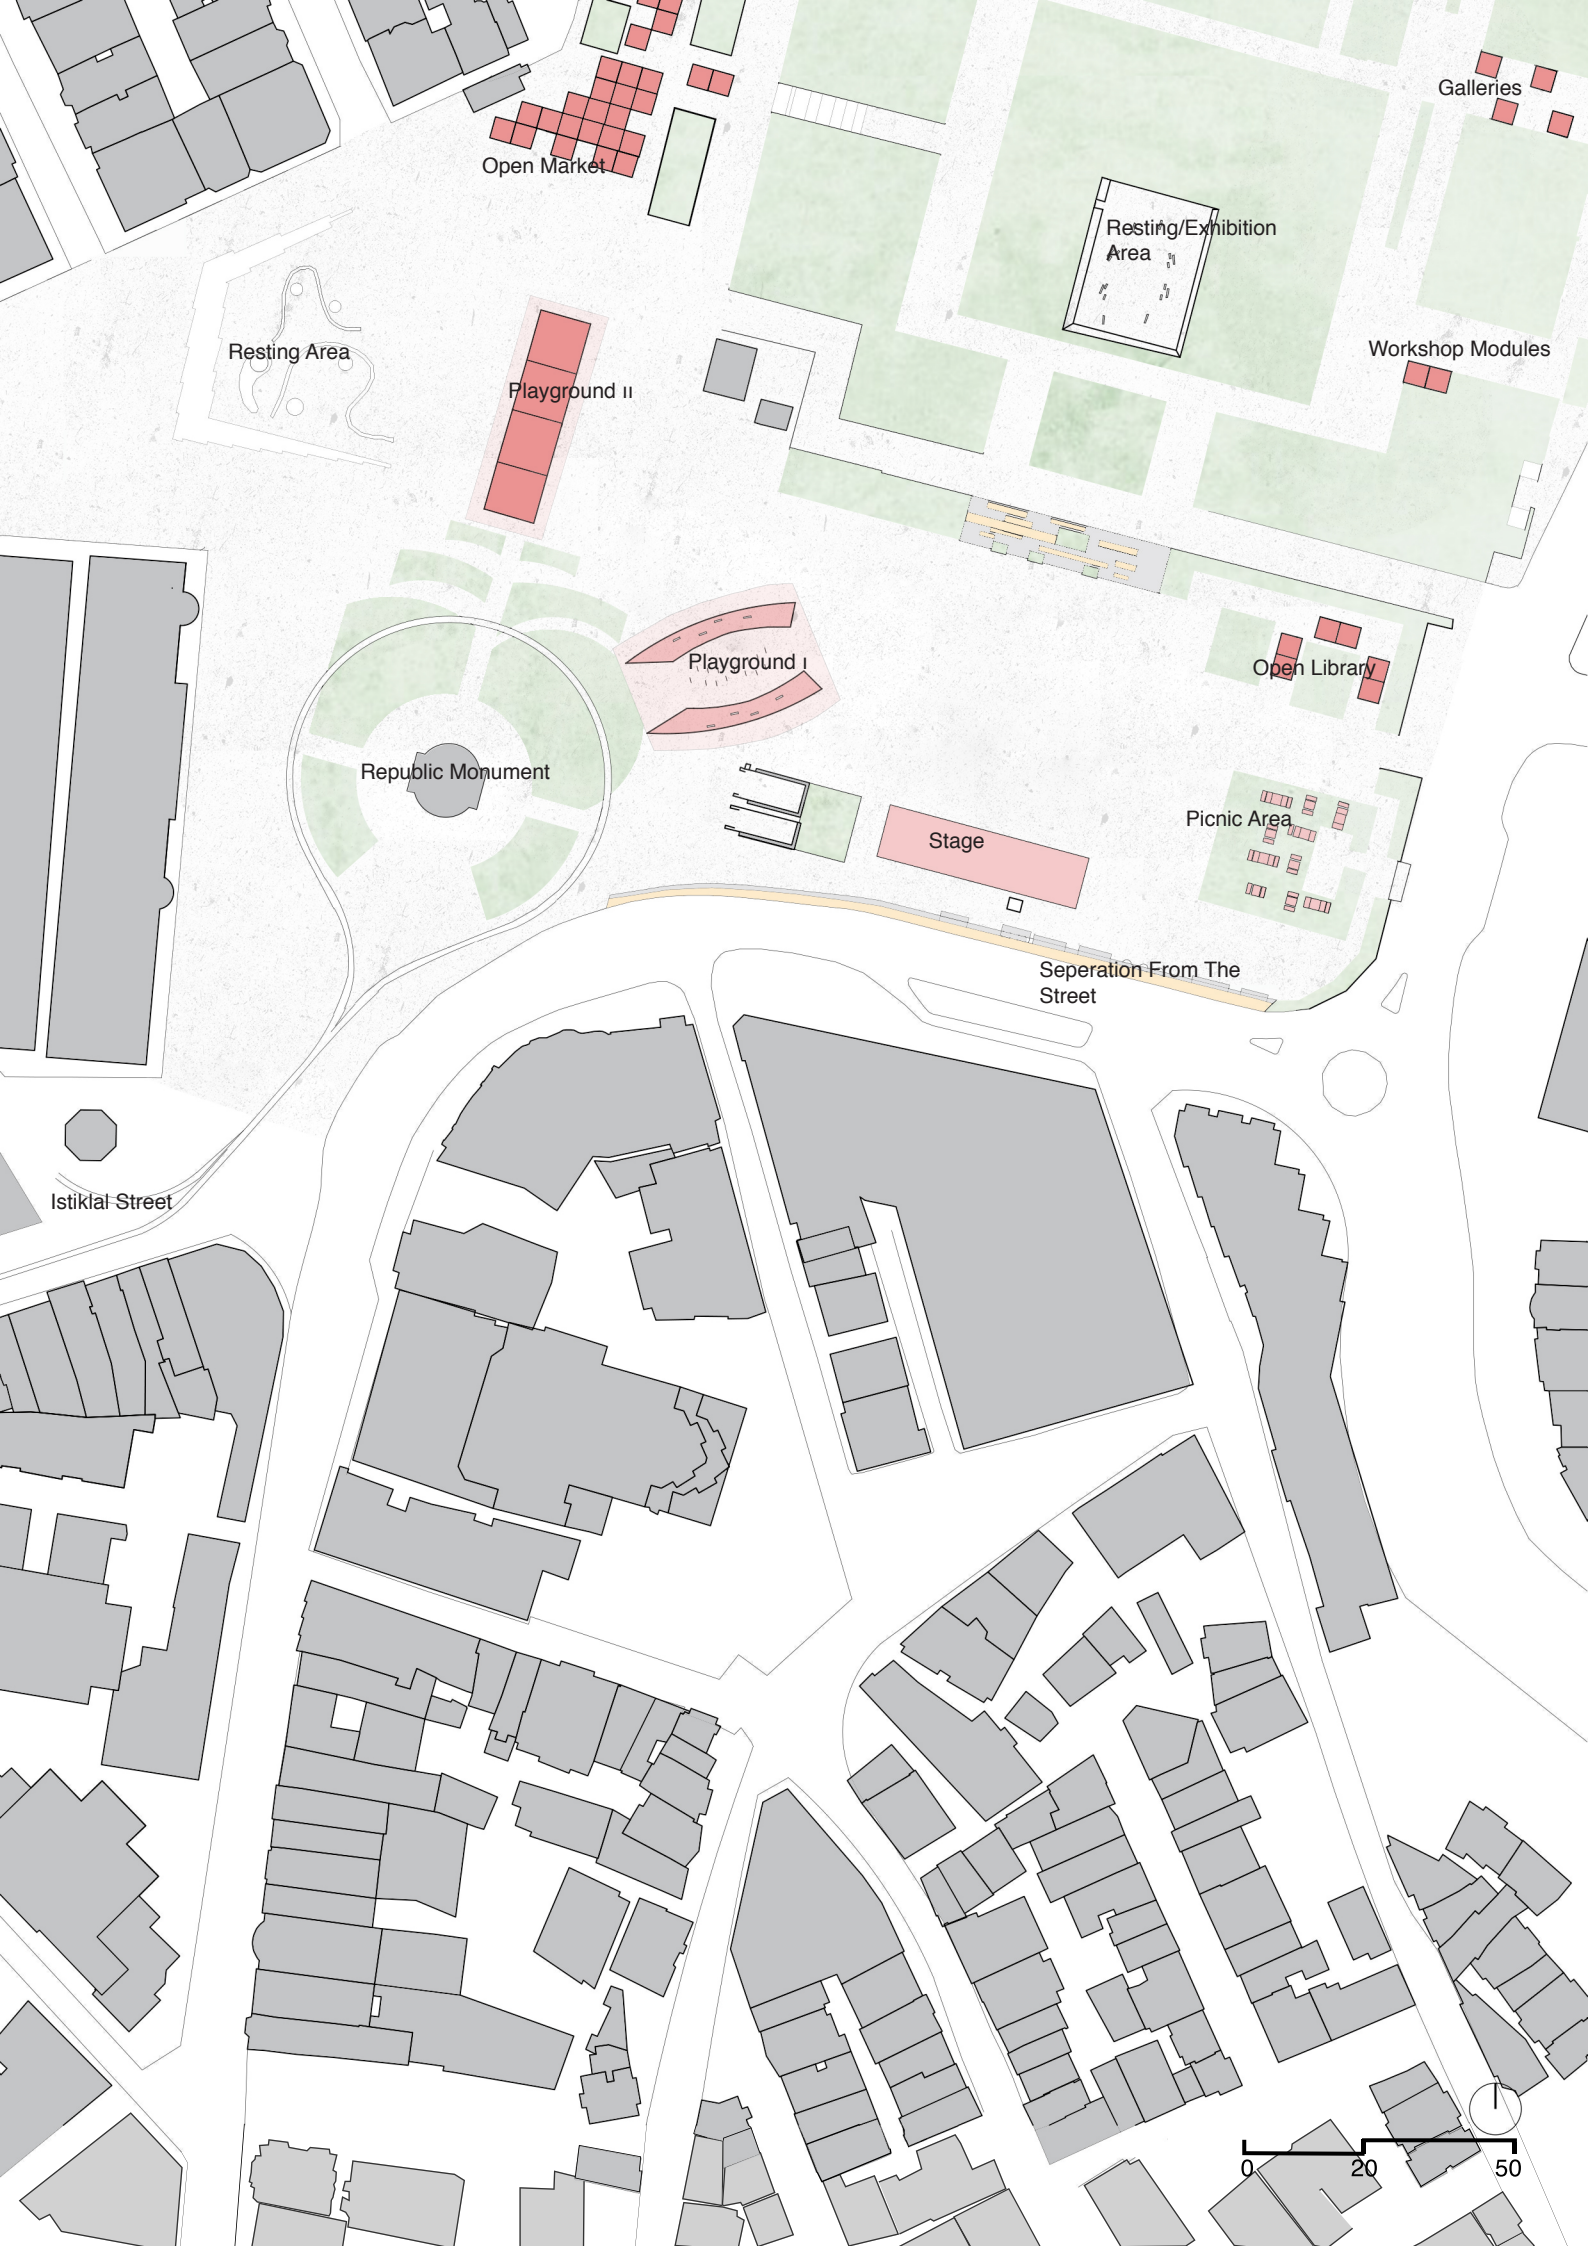 Galleries
Open Market
Resting/Exhibition
Area
Resting Area
Workshop Modules
Playground II
Playground I
Open Library
Republic Monument
Picnic Area
Stage
Seperation From The
Street
Istiklal Street
0 20 50